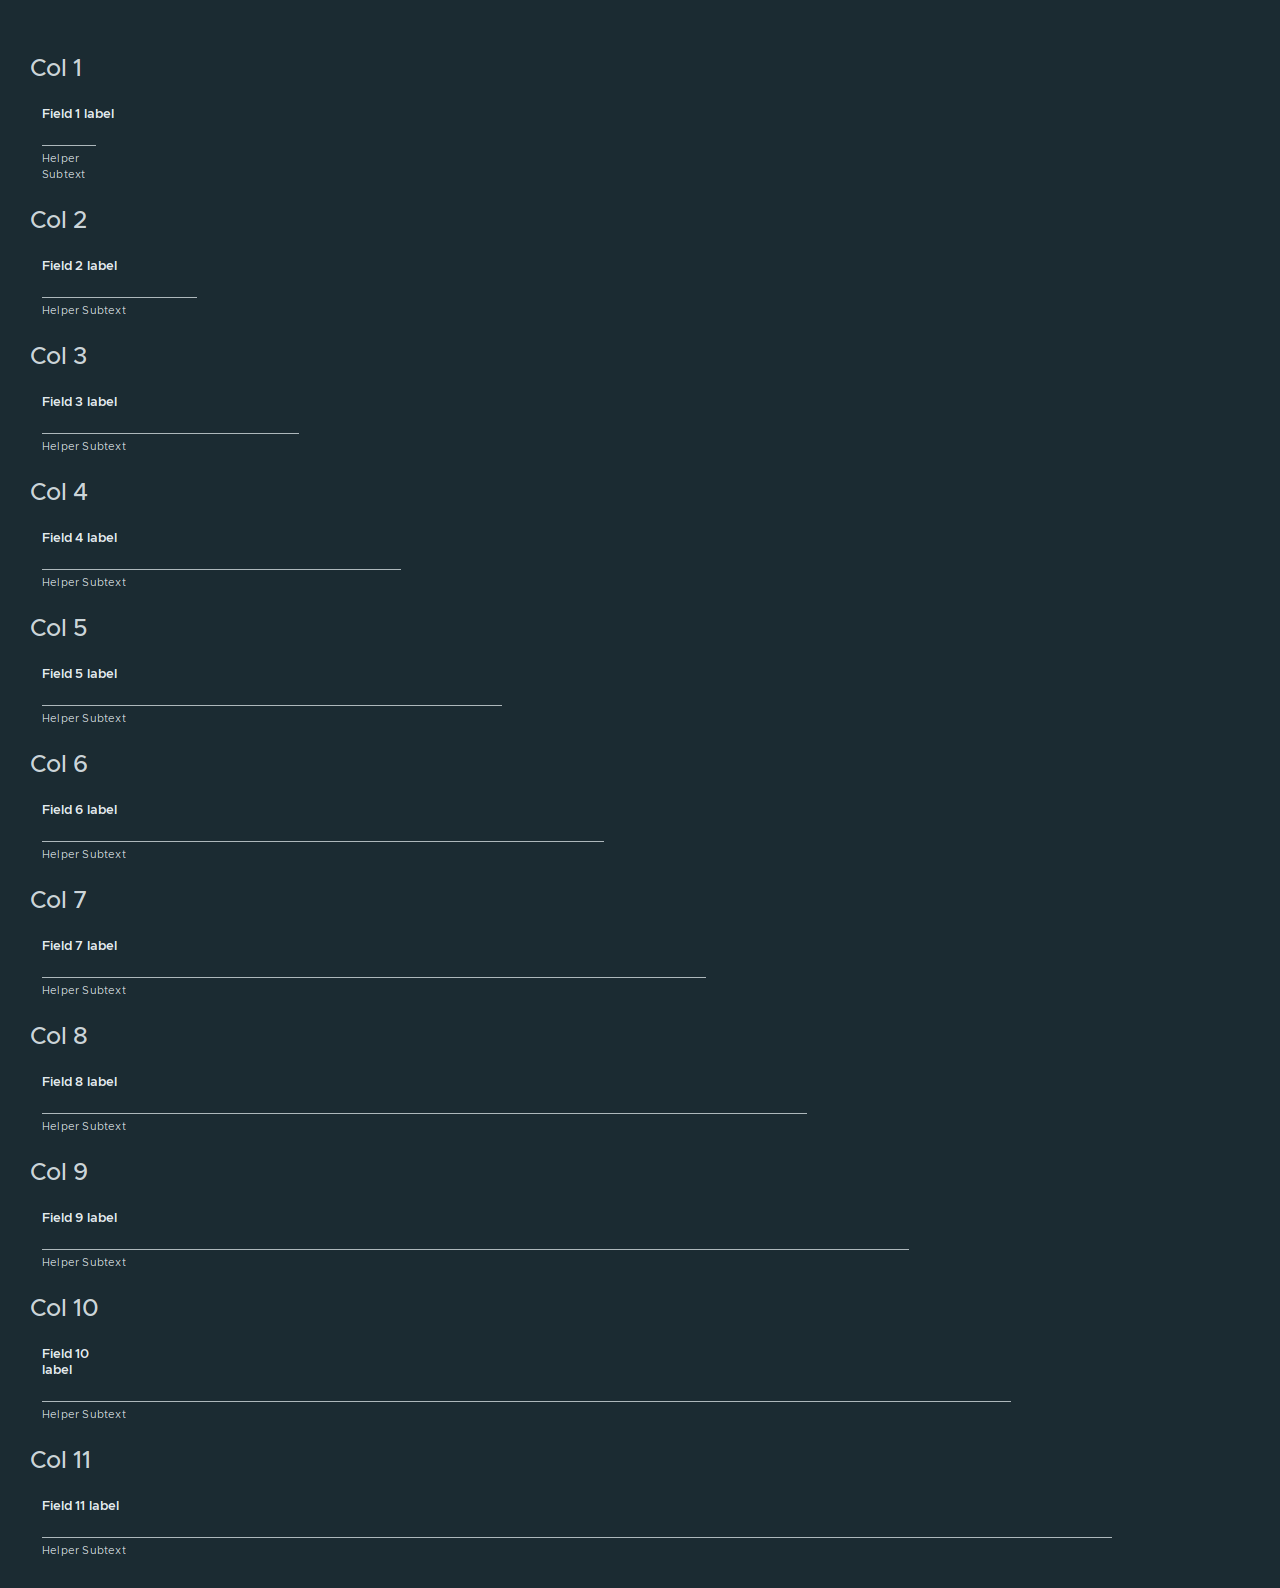 Col 1
Field 1 label
Helper
Subtext
Col 2
Field 2 label
Helper Subtext
Col 3
Field 3 label
Helper Subtext
Col 4
Field 4 label
Helper Subtext
Col 5
Field 5 label
Helper Subtext
Col 6
Field 6 label
Helper Subtext
Col 7
Field 7 label
Helper Subtext
Col 8
Field 8 label
Helper Subtext
Col 9
Field 9 label
Helper Subtext
Col 10
Field 10
label
Helper Subtext
Col 11
Field 11 label
Helper Subtext